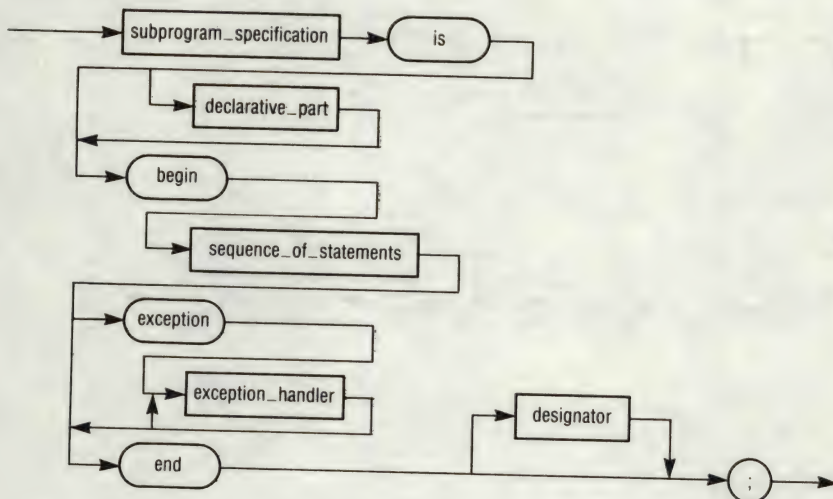 subprogram_specification is
declarative_part
begin
sequence_of_statements
exception
exception_handler
designator
end ;